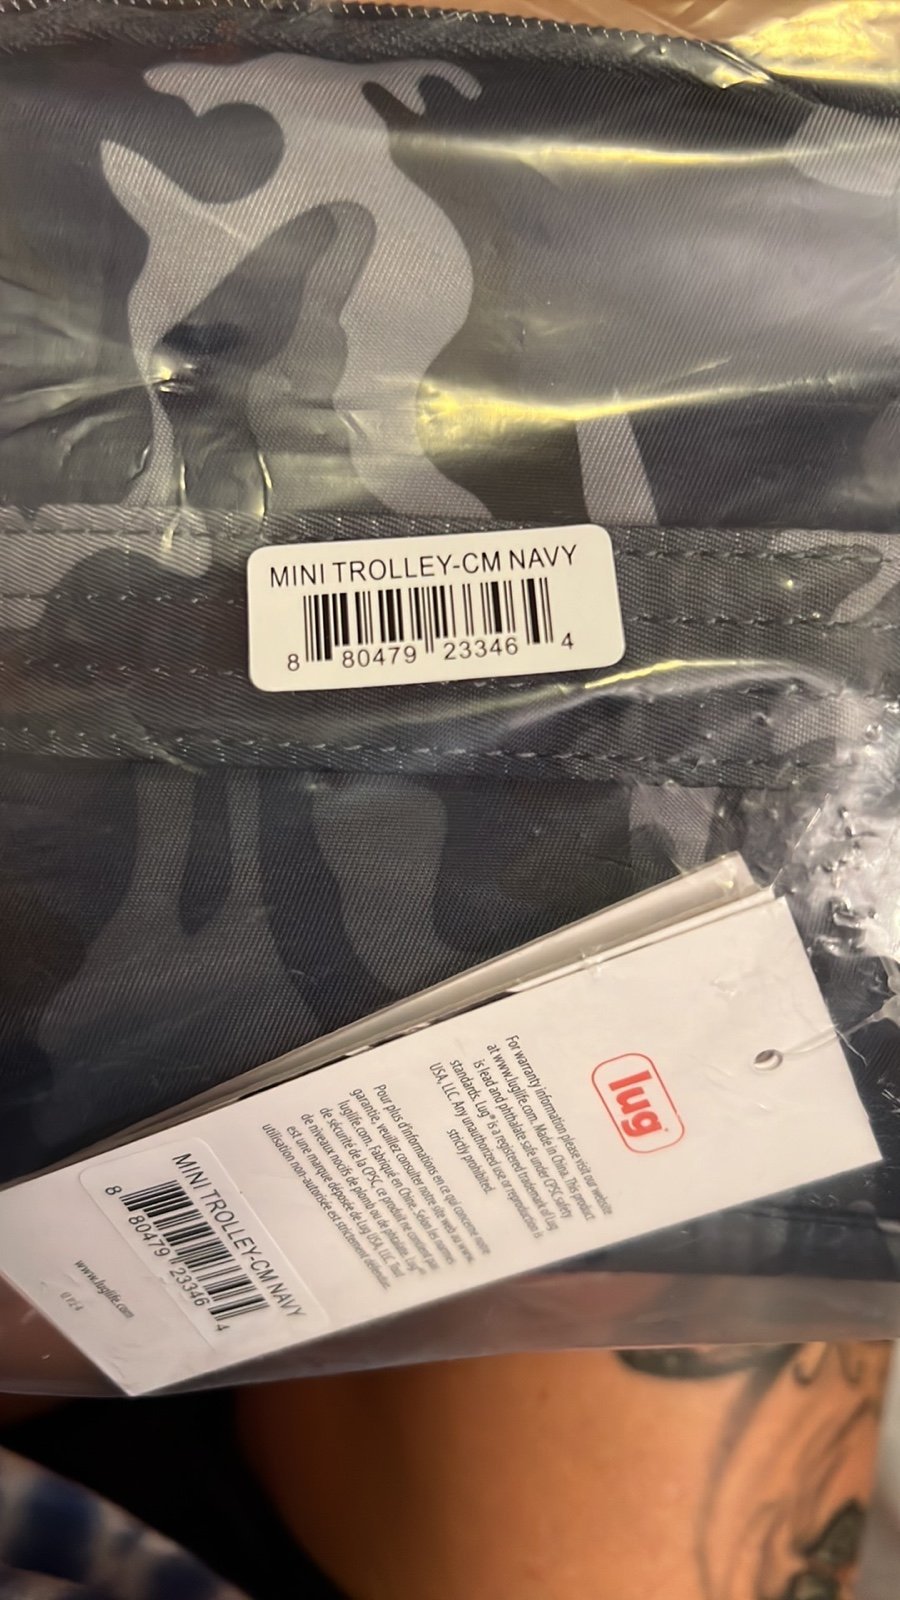 MINI TROLLEY-CM NAVY
8 80479 23346 4
lug
For warranty information please visit our website
at www.luglife.com. Made in China. This product
is lead and phthalate safe under CPSC safety
standards. Lug® is a registered trademark of Lug
USA, LLC. Any unauthorized use or reproduction is
strictly prohibited.
Pour plus d'informations en ce qui concerne notre
garantie, veuillez consulter notre site web au www.
luglife.com. Fabriqué en Chine. Selon les normes
de sécurité de la CPSC, ce produit ne contient pas
de niveaux nocifs de plomb ou de phtalates. Lug
est une marque déposée de Lug USA, LLC. Tout
utilisation non-autorisée est strictement défendue.
MINI TROLLEY-CM NAVY
8 80479 23346 4
www.luglife.com